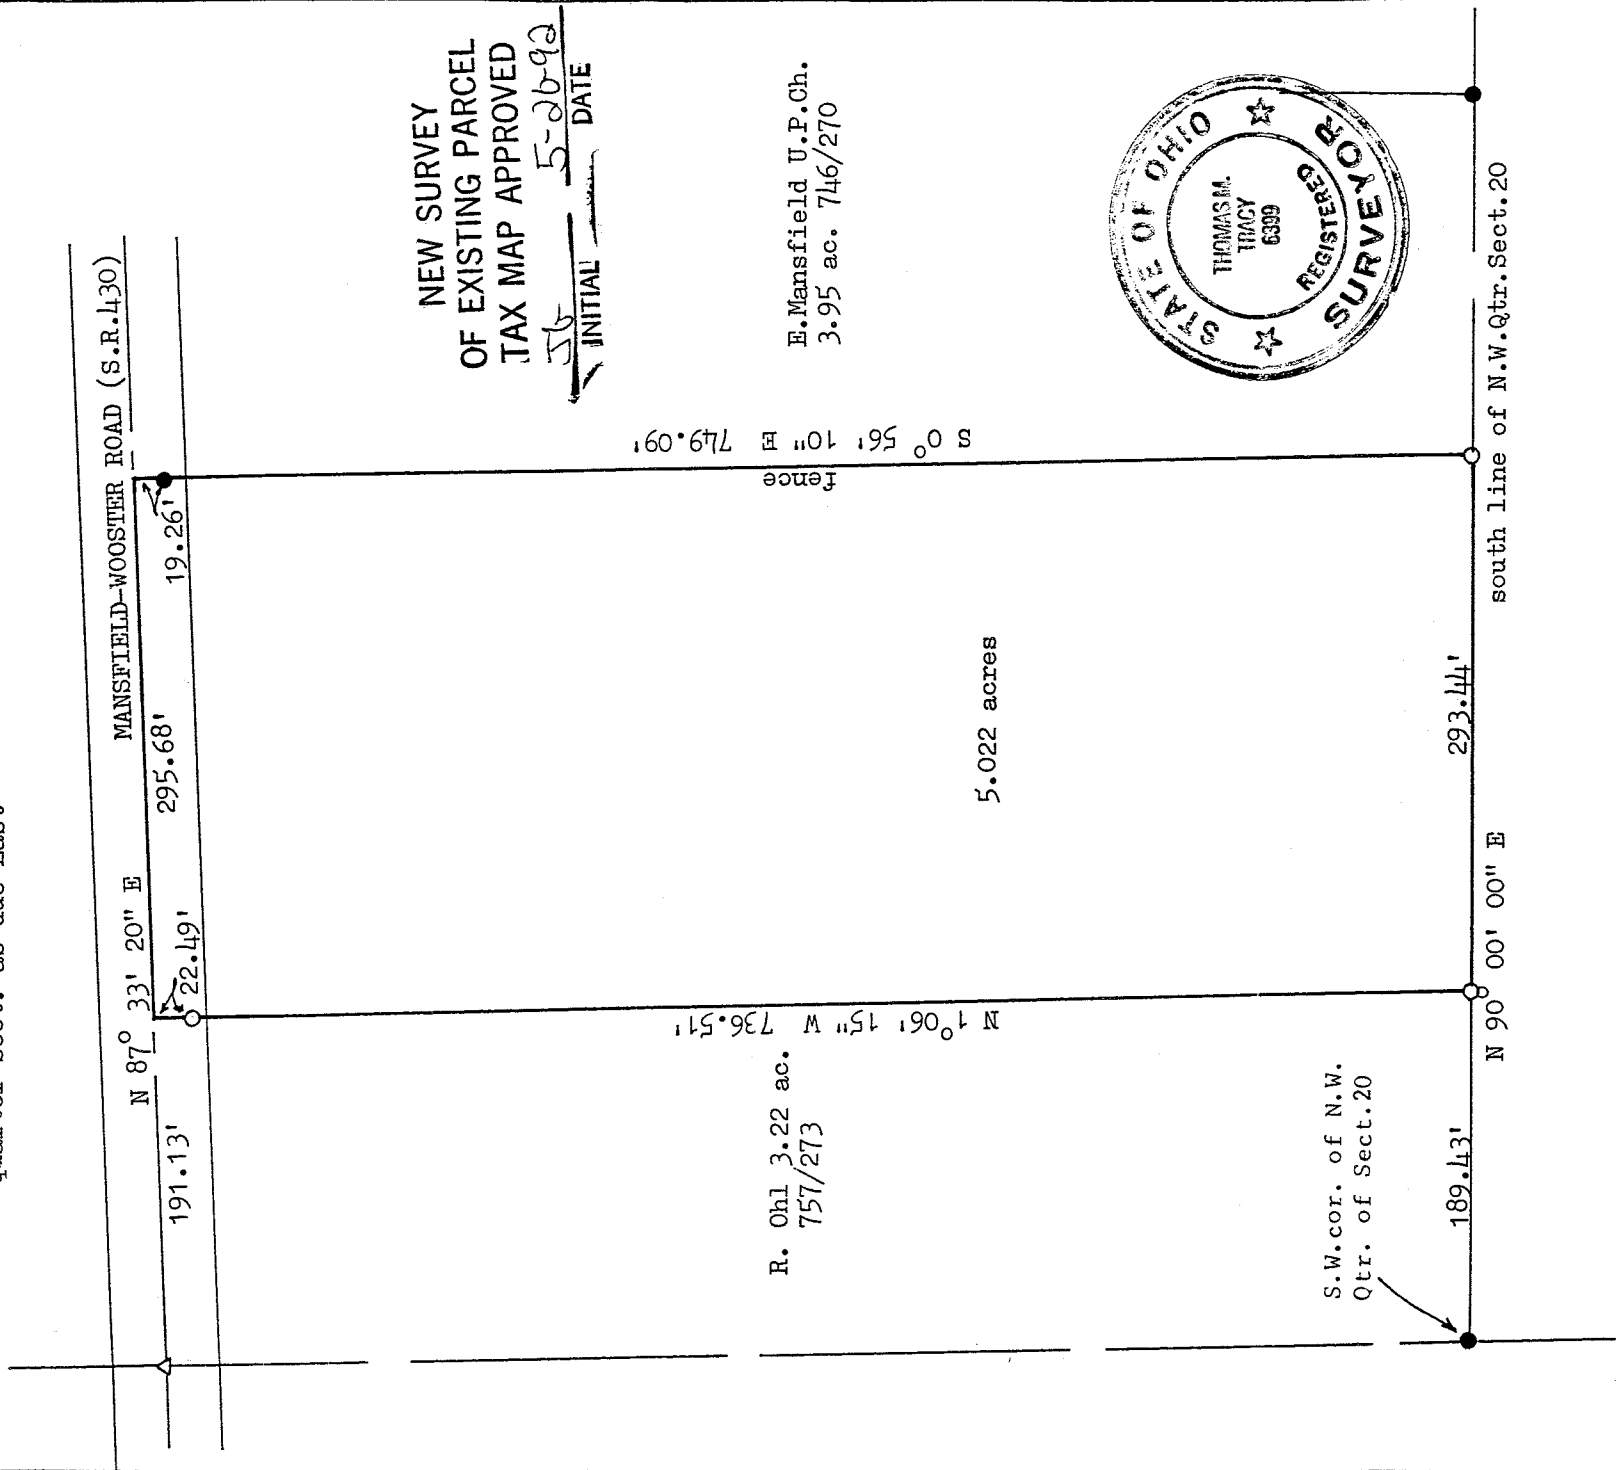 MANSFIELD-WOOSTER ROAD (S.R.430)
N 87° 33' 20" E
191.13'
22.49'
295.68'
19.26'
NEW SURVEY
OF EXISTING PARCEL
TAX MAP APPROVED
5-26-92
INITIAL DATE
S 0° 56' 10" E 749.09'
fence
E.Mansfield U.P.Ch.
3.95 ac. 746/270
N 1°06' 15" W 736.51'
R. Ohl 3.22 ac.
757/273
5.022 acres
STATE OF OHIO
THOMAS M.
TRACY
6399
REGISTERED
SURVEYOR
S.W.cor. of N.W.
Qtr. of Sect.20
189.43'
293.44'
N 90° 00' 00" E
south line of N.W.Qtr.Sect.20